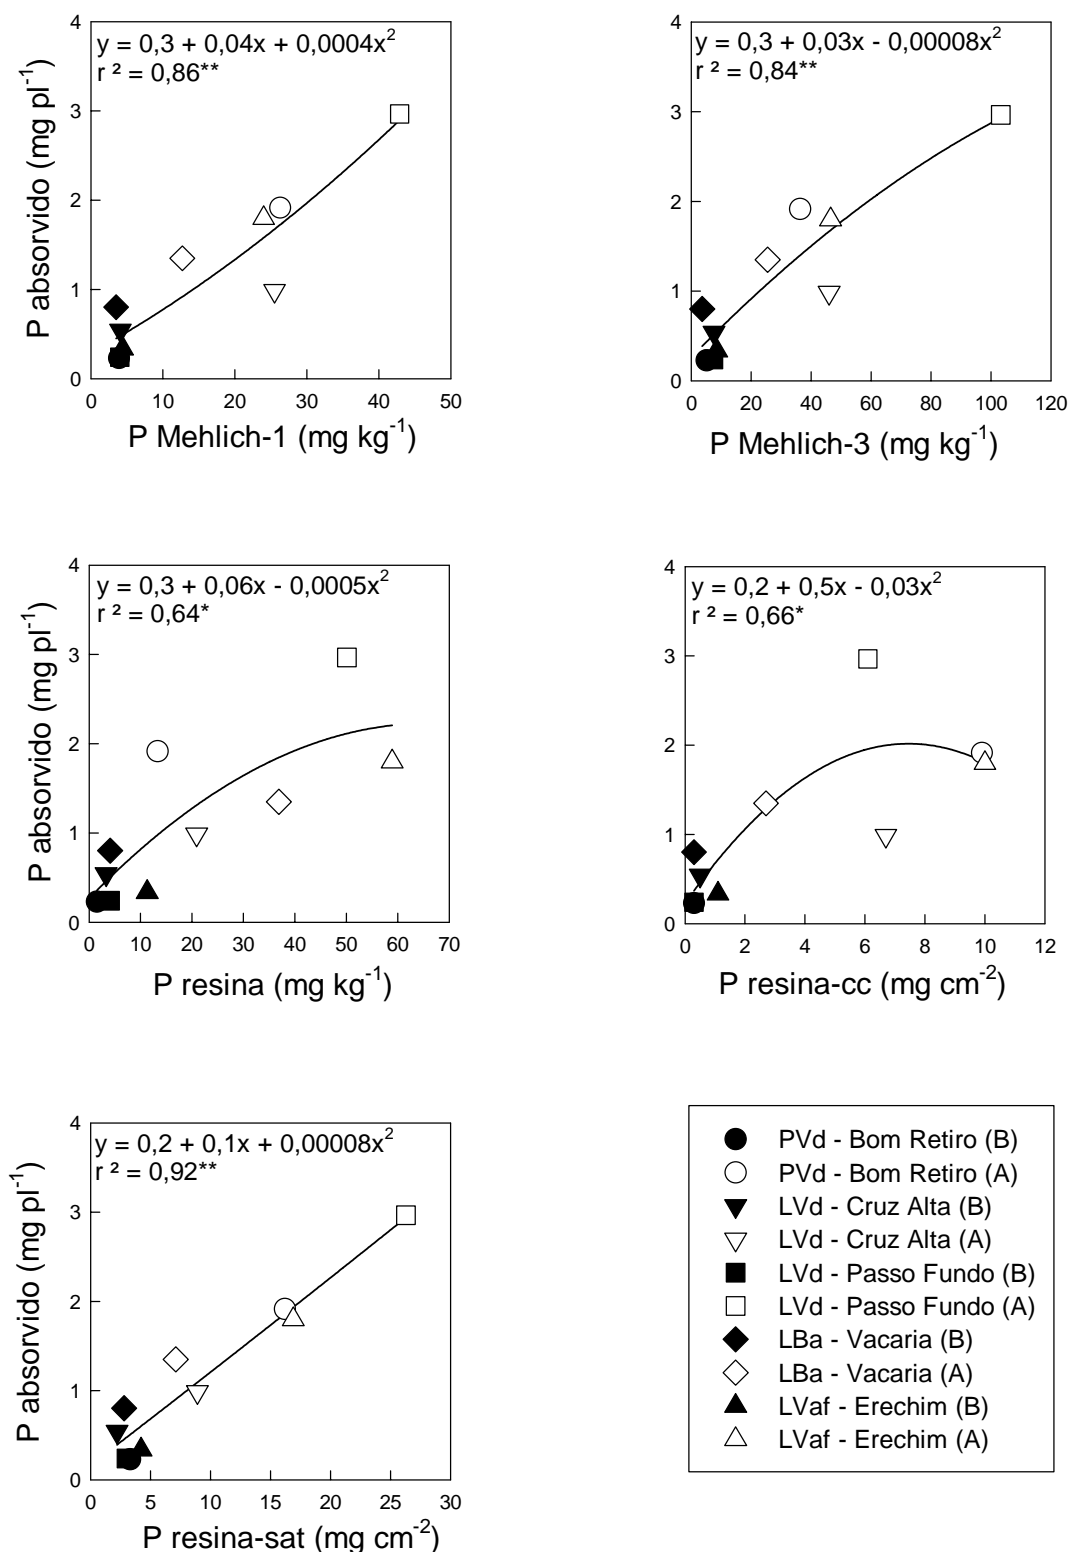 y = 0,3 + 0,04x + 0,0004x²
r ² = 0,86**
P absorvido (mg pl⁻¹)
4
3
2
1
0
0 10 20 30 40 50
P Mehlich-1 (mg kg⁻¹)
y = 0,3 + 0,03x - 0,00008x²
r ² = 0,84**
4
3
2
1
0
0 20 40 60 80 100 120
P Mehlich-3 (mg kg⁻¹)
y = 0,3 + 0,06x - 0,0005x²
r ² = 0,64*
P absorvido (mg pl⁻¹)
4
3
2
1
0
0 10 20 30 40 50 60 70
P resina (mg kg⁻¹)
y = 0,2 + 0,5x - 0,03x²
r ² = 0,66*
4
3
2
1
0
0 2 4 6 8 10 12
P resina-cc (mg cm⁻²)
y = 0,2 + 0,1x + 0,00008x²
r ² = 0,92**
P absorvido (mg pl⁻¹)
4
3
2
1
0
0 5 10 15 20 25 30
P resina-sat (mg cm⁻²)
PVd - Bom Retiro (B)
PVd - Bom Retiro (A)
LVd - Cruz Alta (B)
LVd - Cruz Alta (A)
LVd - Passo Fundo (B)
LVd - Passo Fundo (A)
LBa - Vacaria (B)
LBa - Vacaria (A)
LVaf - Erechim (B)
LVaf - Erechim (A)